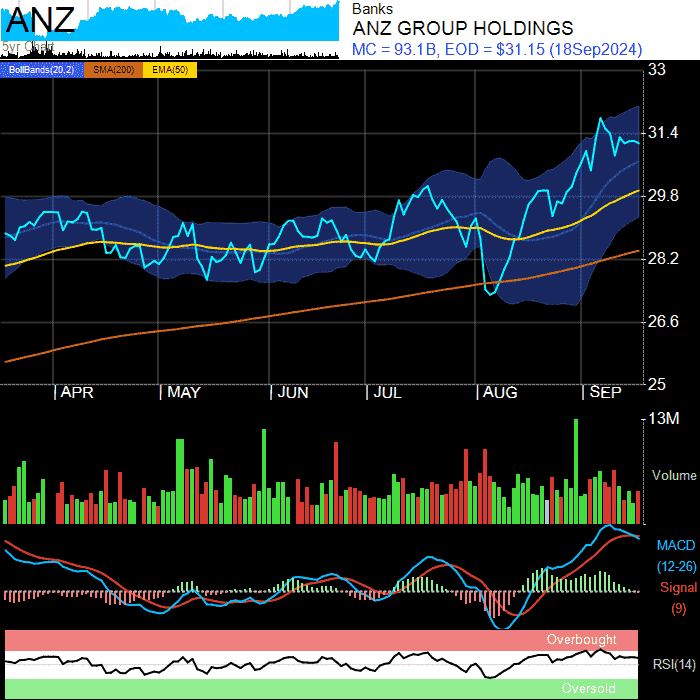 ANZ
5yr Chart
Banks
ANZ GROUP HOLDINGS
MC = 93.1B, EOD = $31.15 (18Sep2024)
BollBands(20,2) SMA(200) EMA(50)
33
31.4
29.8
28.2
26.6
25
APR MAY JUN JUL AUG SEP
13M
Volume
MACD
(12-26)
Signal
(9)
Overbought
RSI(14)
Oversold